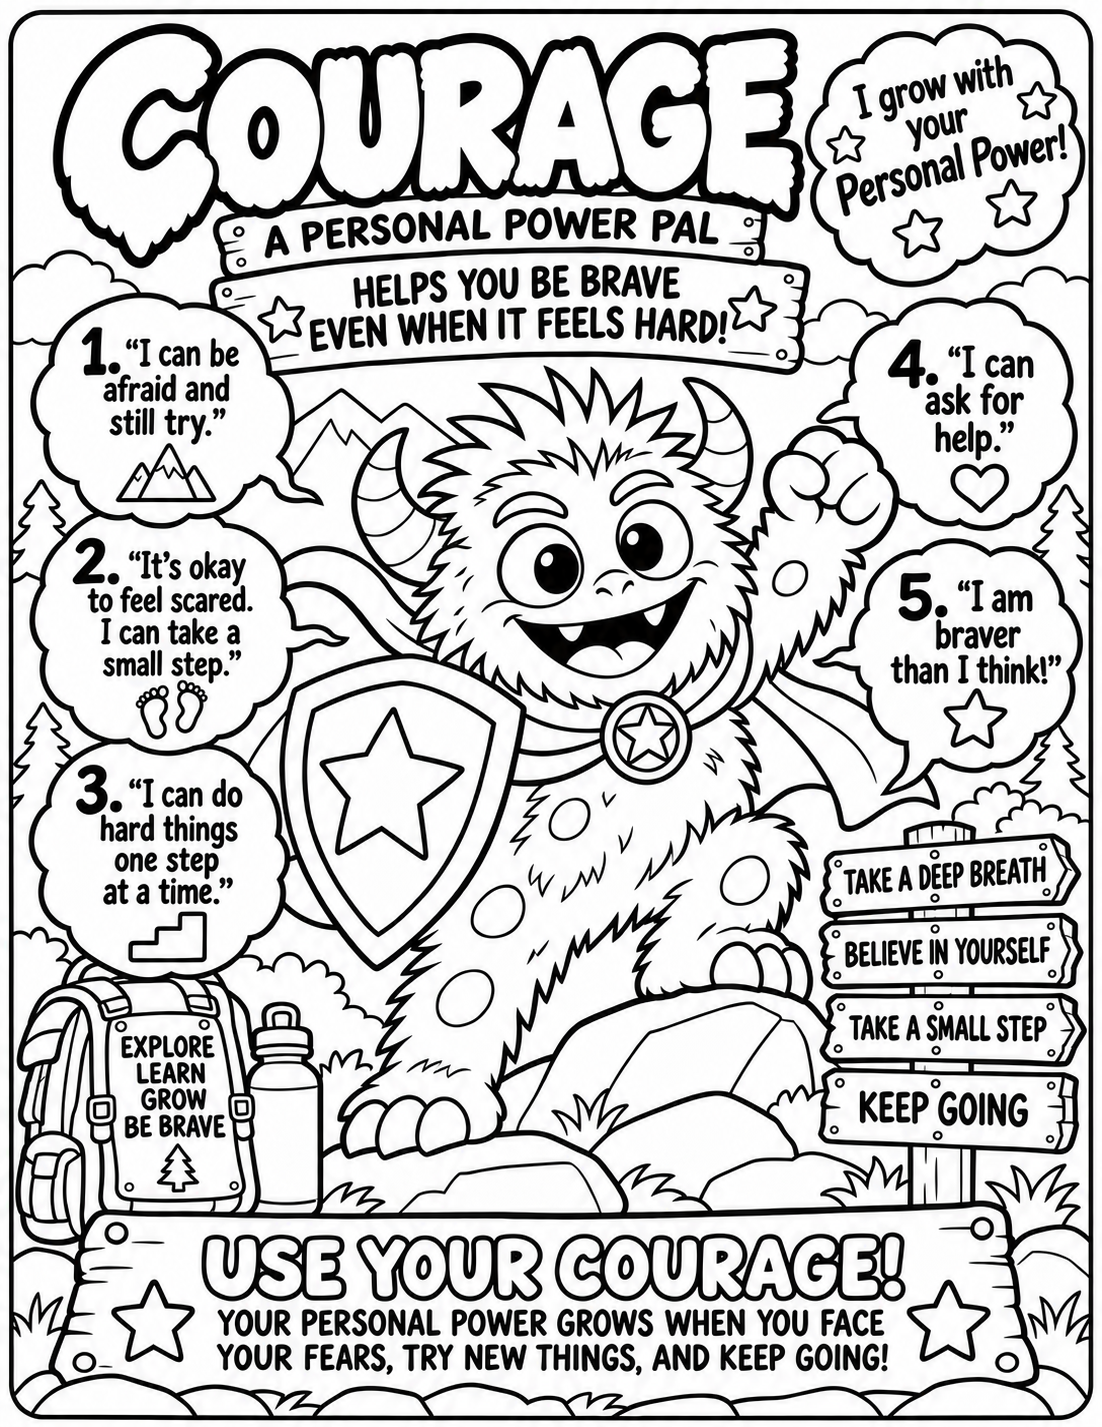 COURAGE
A PERSONAL POWER PAL
HELPS YOU BE BRAVE
EVEN WHEN IT FEELS HARD!
I grow with
your
Personal Power!
1. "I can be
afraid and
still try."
2. "It's okay
to feel scared.
I can take a
small step."
3. "I can do
hard things
one step
at a time."
4. "I can
ask for
help."
5. "I am
braver
than I think!"
TAKE A DEEP BREATH
BELIEVE IN YOURSELF
TAKE A SMALL STEP
KEEP GOING
EXPLORE
LEARN
GROW
BE BRAVE
USE YOUR COURAGE!
YOUR PERSONAL POWER GROWS WHEN YOU FACE
YOUR FEARS, TRY NEW THINGS, AND KEEP GOING!